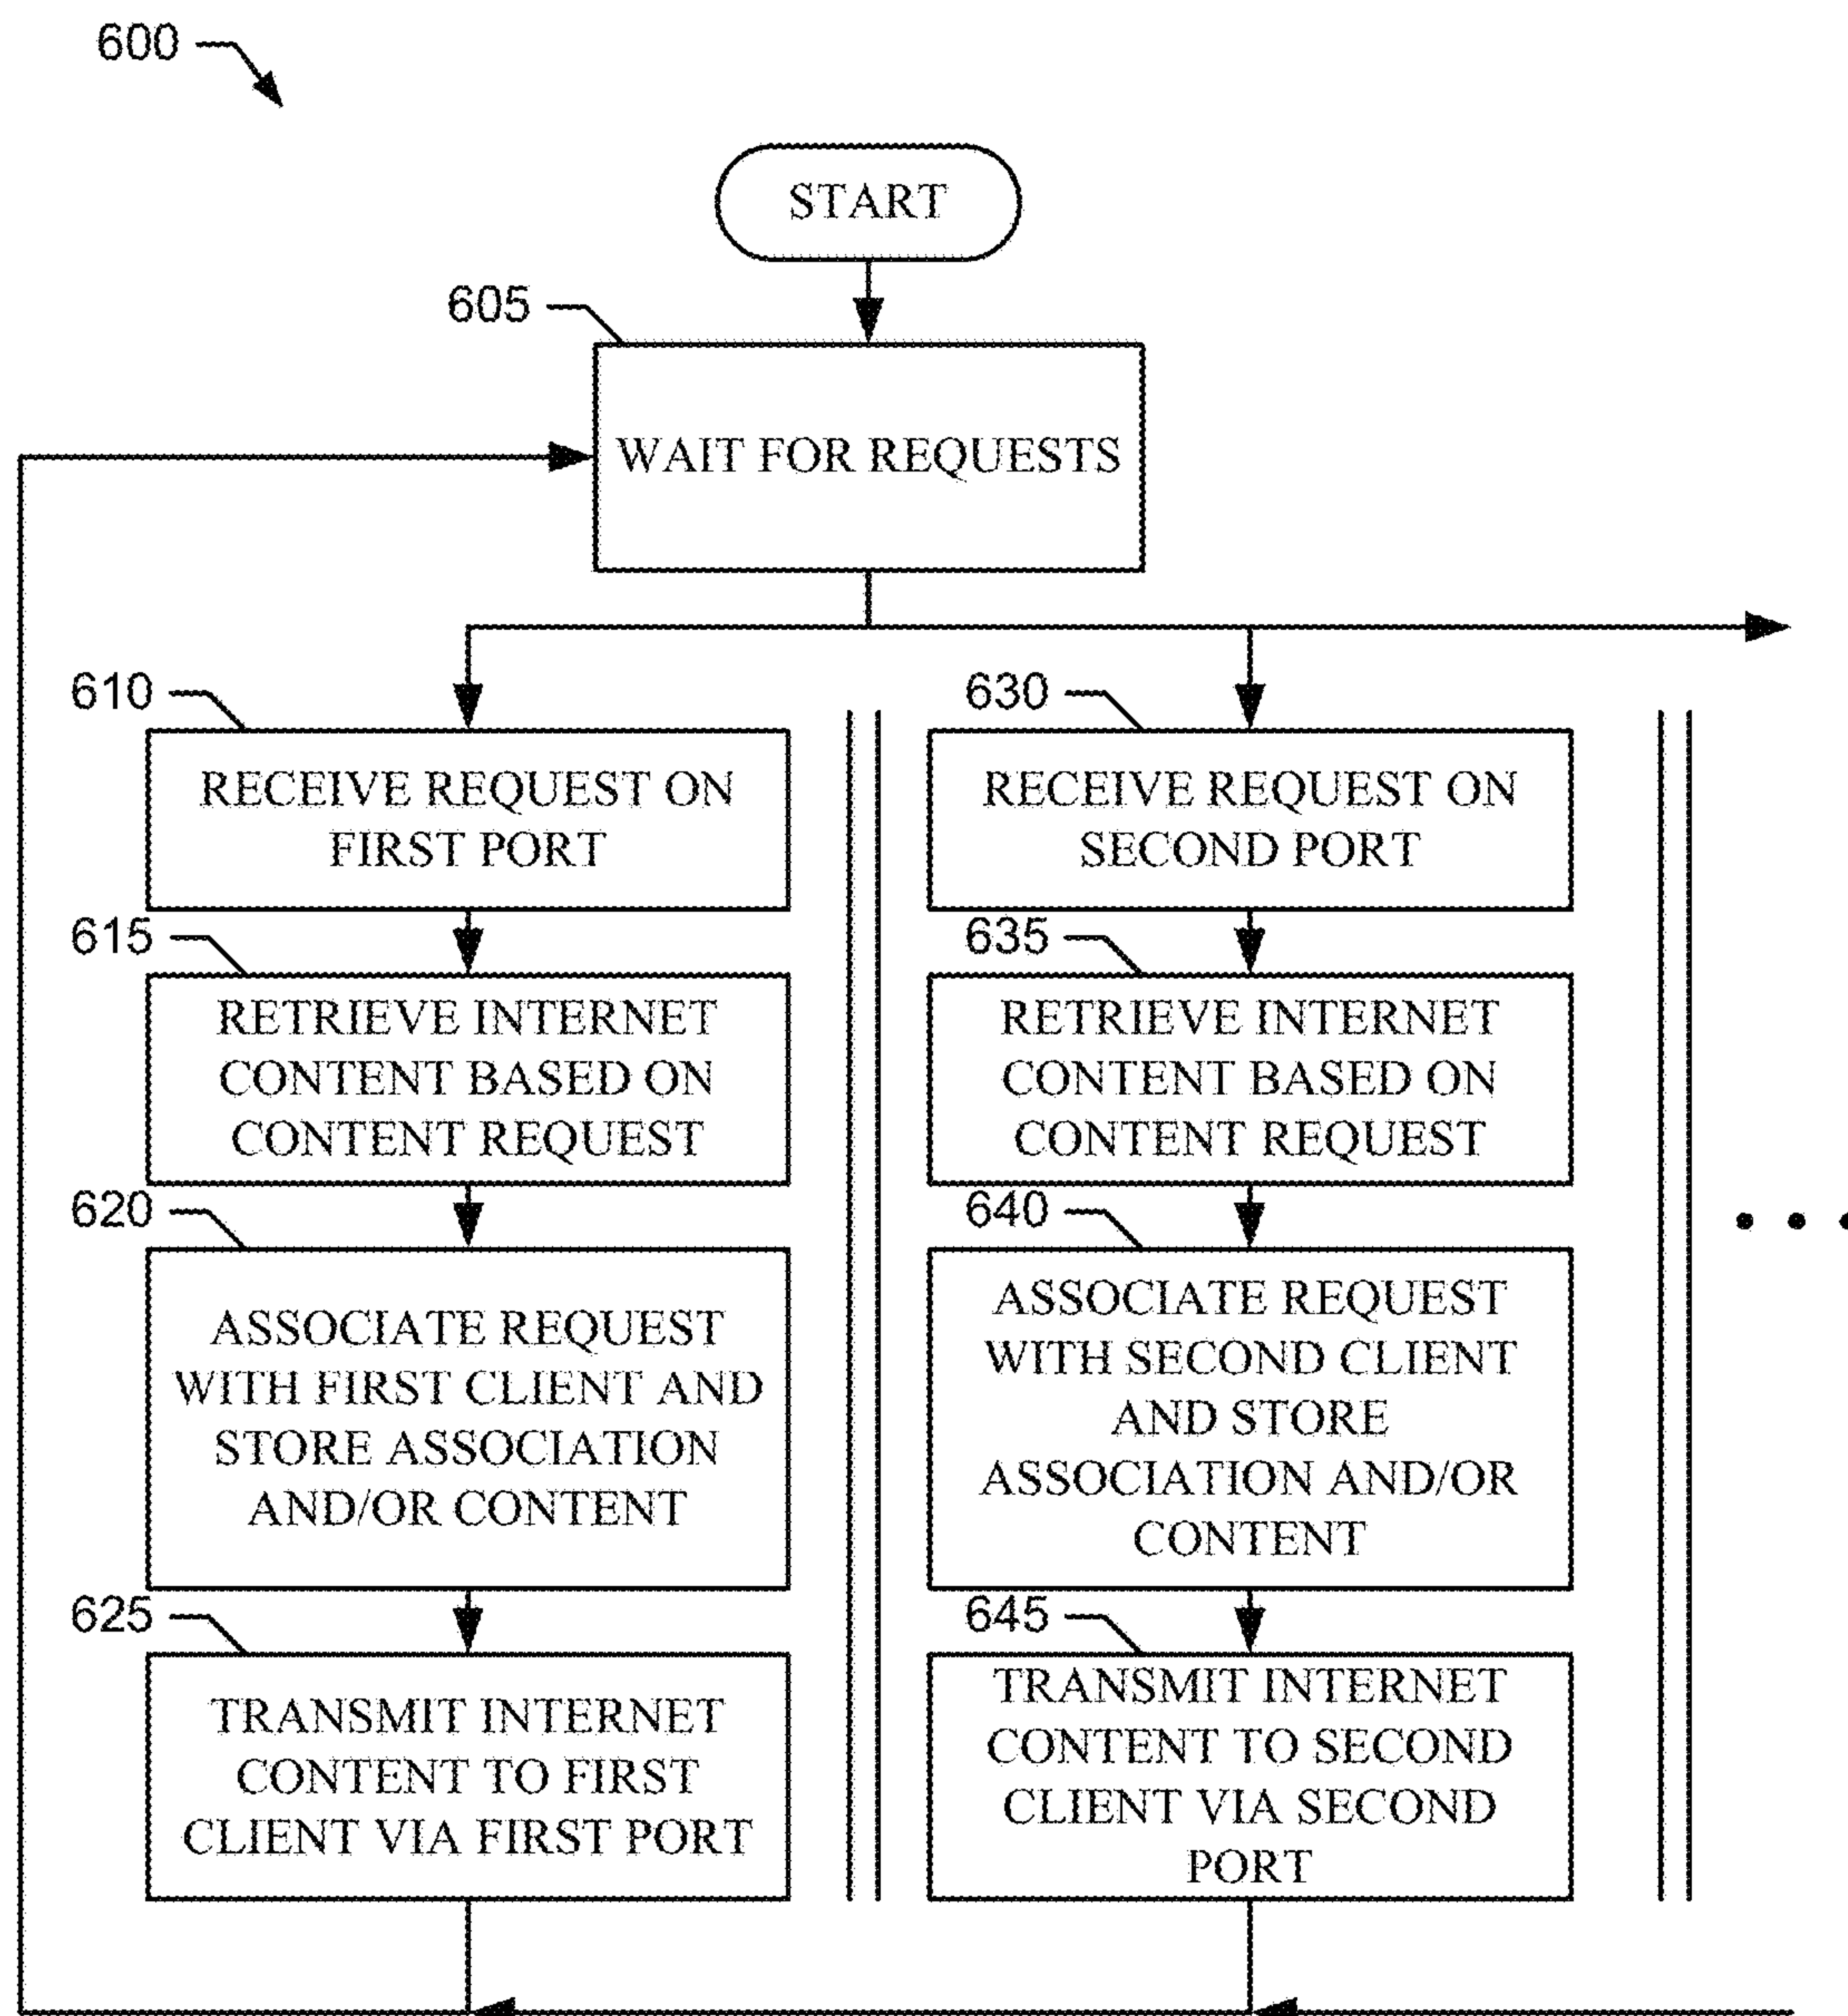 600
START
605
WAIT FOR REQUESTS
610
RECEIVE REQUEST ON
FIRST PORT
615
RETRIEVE INTERNET
CONTENT BASED ON
CONTENT REQUEST
620
ASSOCIATE REQUEST
WITH FIRST CLIENT AND
STORE ASSOCIATION
AND/OR CONTENT
625
TRANSMIT INTERNET
CONTENT TO FIRST
CLIENT VIA FIRST PORT
630
RECEIVE REQUEST ON
SECOND PORT
635
RETRIEVE INTERNET
CONTENT BASED ON
CONTENT REQUEST
640
ASSOCIATE REQUEST
WITH SECOND CLIENT
AND STORE
ASSOCIATION AND/OR
CONTENT
645
TRANSMIT INTERNET
CONTENT TO SECOND
CLIENT VIA SECOND
PORT
• • •